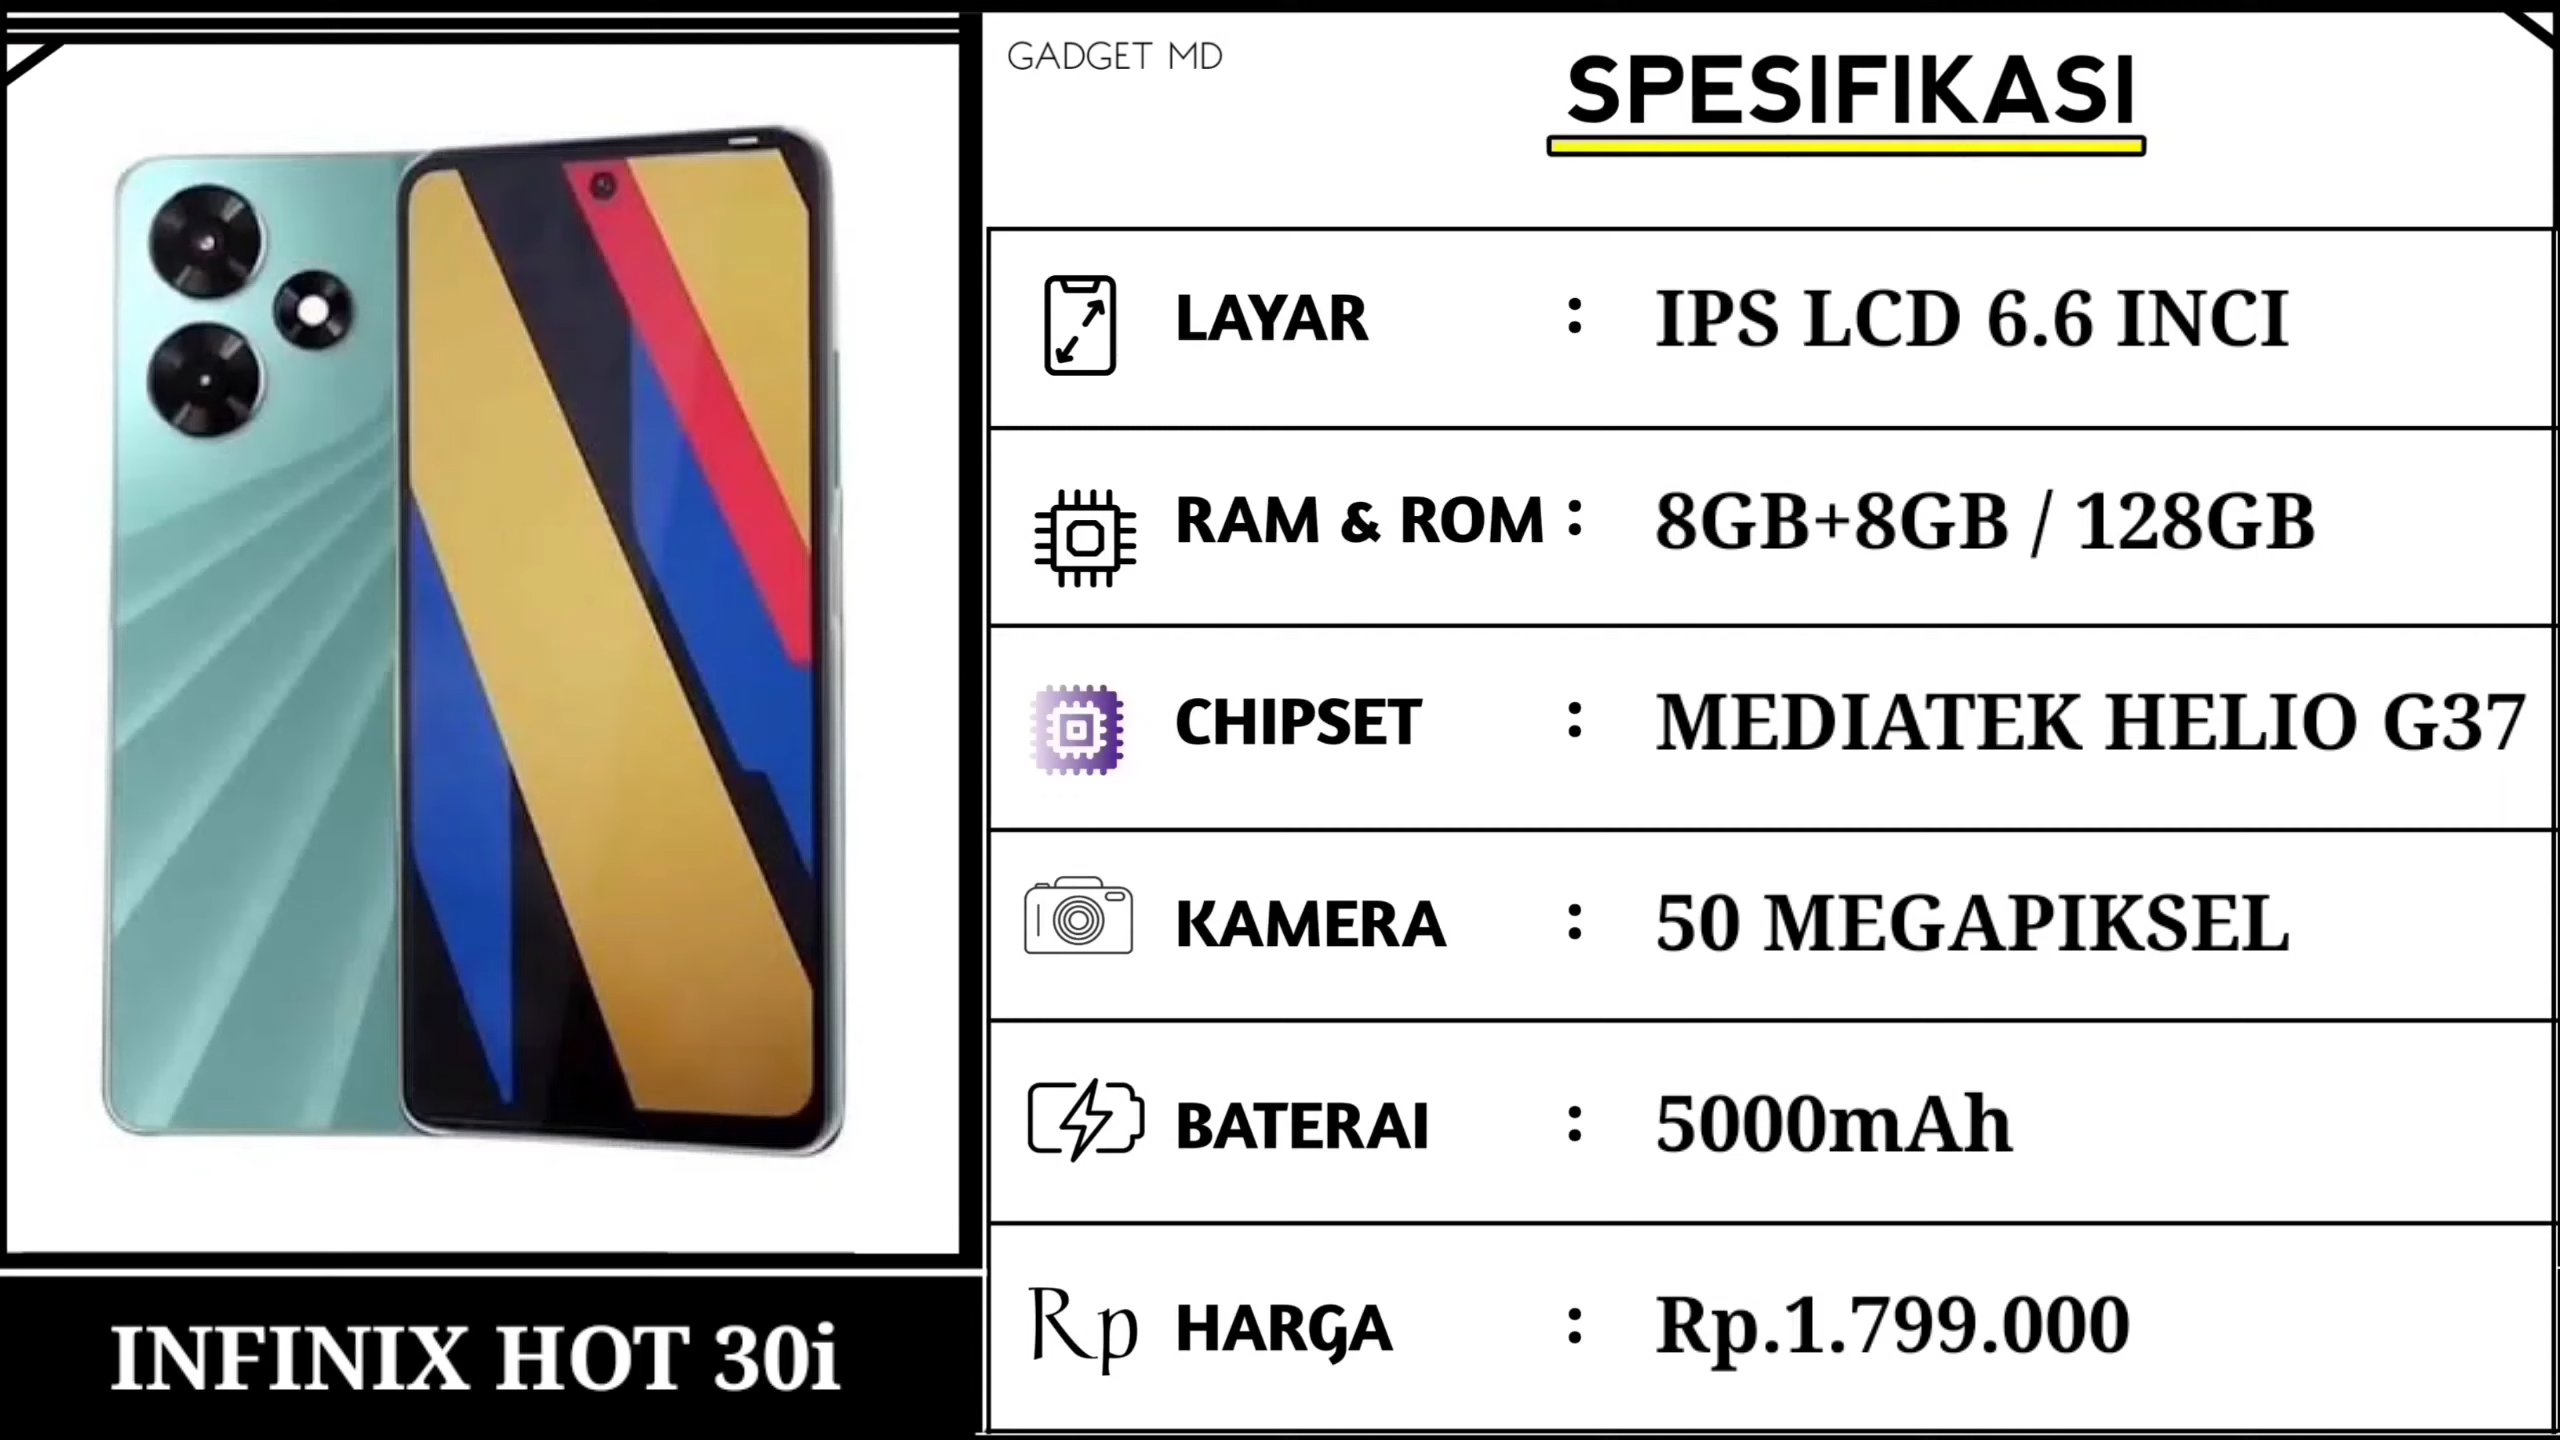 GADGET MD
SPESIFIKASI
LAYAR : IPS LCD 6.6 INCI
RAM & ROM : 8GB+8GB / 128GB
CHIPSET : MEDIATEK HELIO G37
KAMERA : 50 MEGAPIKSEL
BATERAI : 5000mAh
Rp HARGA : Rp.1.799.000
INFINIX HOT 30i